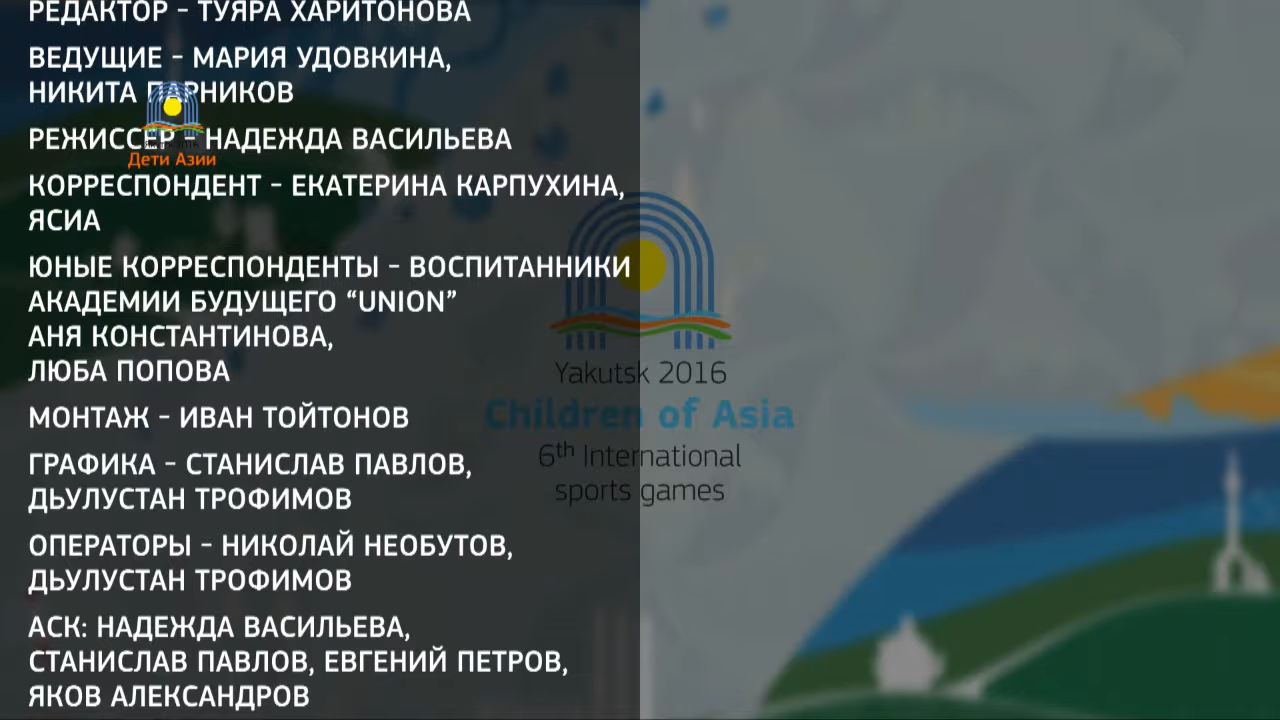 РЕДАКТОР - ТУЯРА ХАРИТОНОВА
ВЕДУЩИЕ - МАРИЯ УДОВКИНА,
НИКИТА ПАРНИКОВ
РЕЖИССЕР - НАДЕЖДА ВАСИЛЬЕВА
Дети Азии
КОРРЕСПОНДЕНТ - ЕКАТЕРИНА КАРПУХИНА,
ЯСИА
ЮНЫЕ КОРРЕСПОНДЕНТЫ - ВОСПИТАННИКИ
АКАДЕМИИ БУДУЩЕГО “UNION”
АНЯ КОНСТАНТИНОВА,
ЛЮБА ПОПОВА
МОНТАЖ - ИВАН ТОЙТОНОВ
ГРАФИКА - СТАНИСЛАВ ПАВЛОВ,
ДЬУЛУСТАН ТРОФИМОВ
ОПЕРАТОРЫ - НИКОЛАЙ НЕОБУТОВ,
ДЬУЛУСТАН ТРОФИМОВ
АСК: НАДЕЖДА ВАСИЛЬЕВА,
СТАНИСЛАВ ПАВЛОВ, ЕВГЕНИЙ ПЕТРОВ,
ЯКОВ АЛЕКСАНДРОВ
Yakutsk 2016
Children of Asia
6th International
sports games